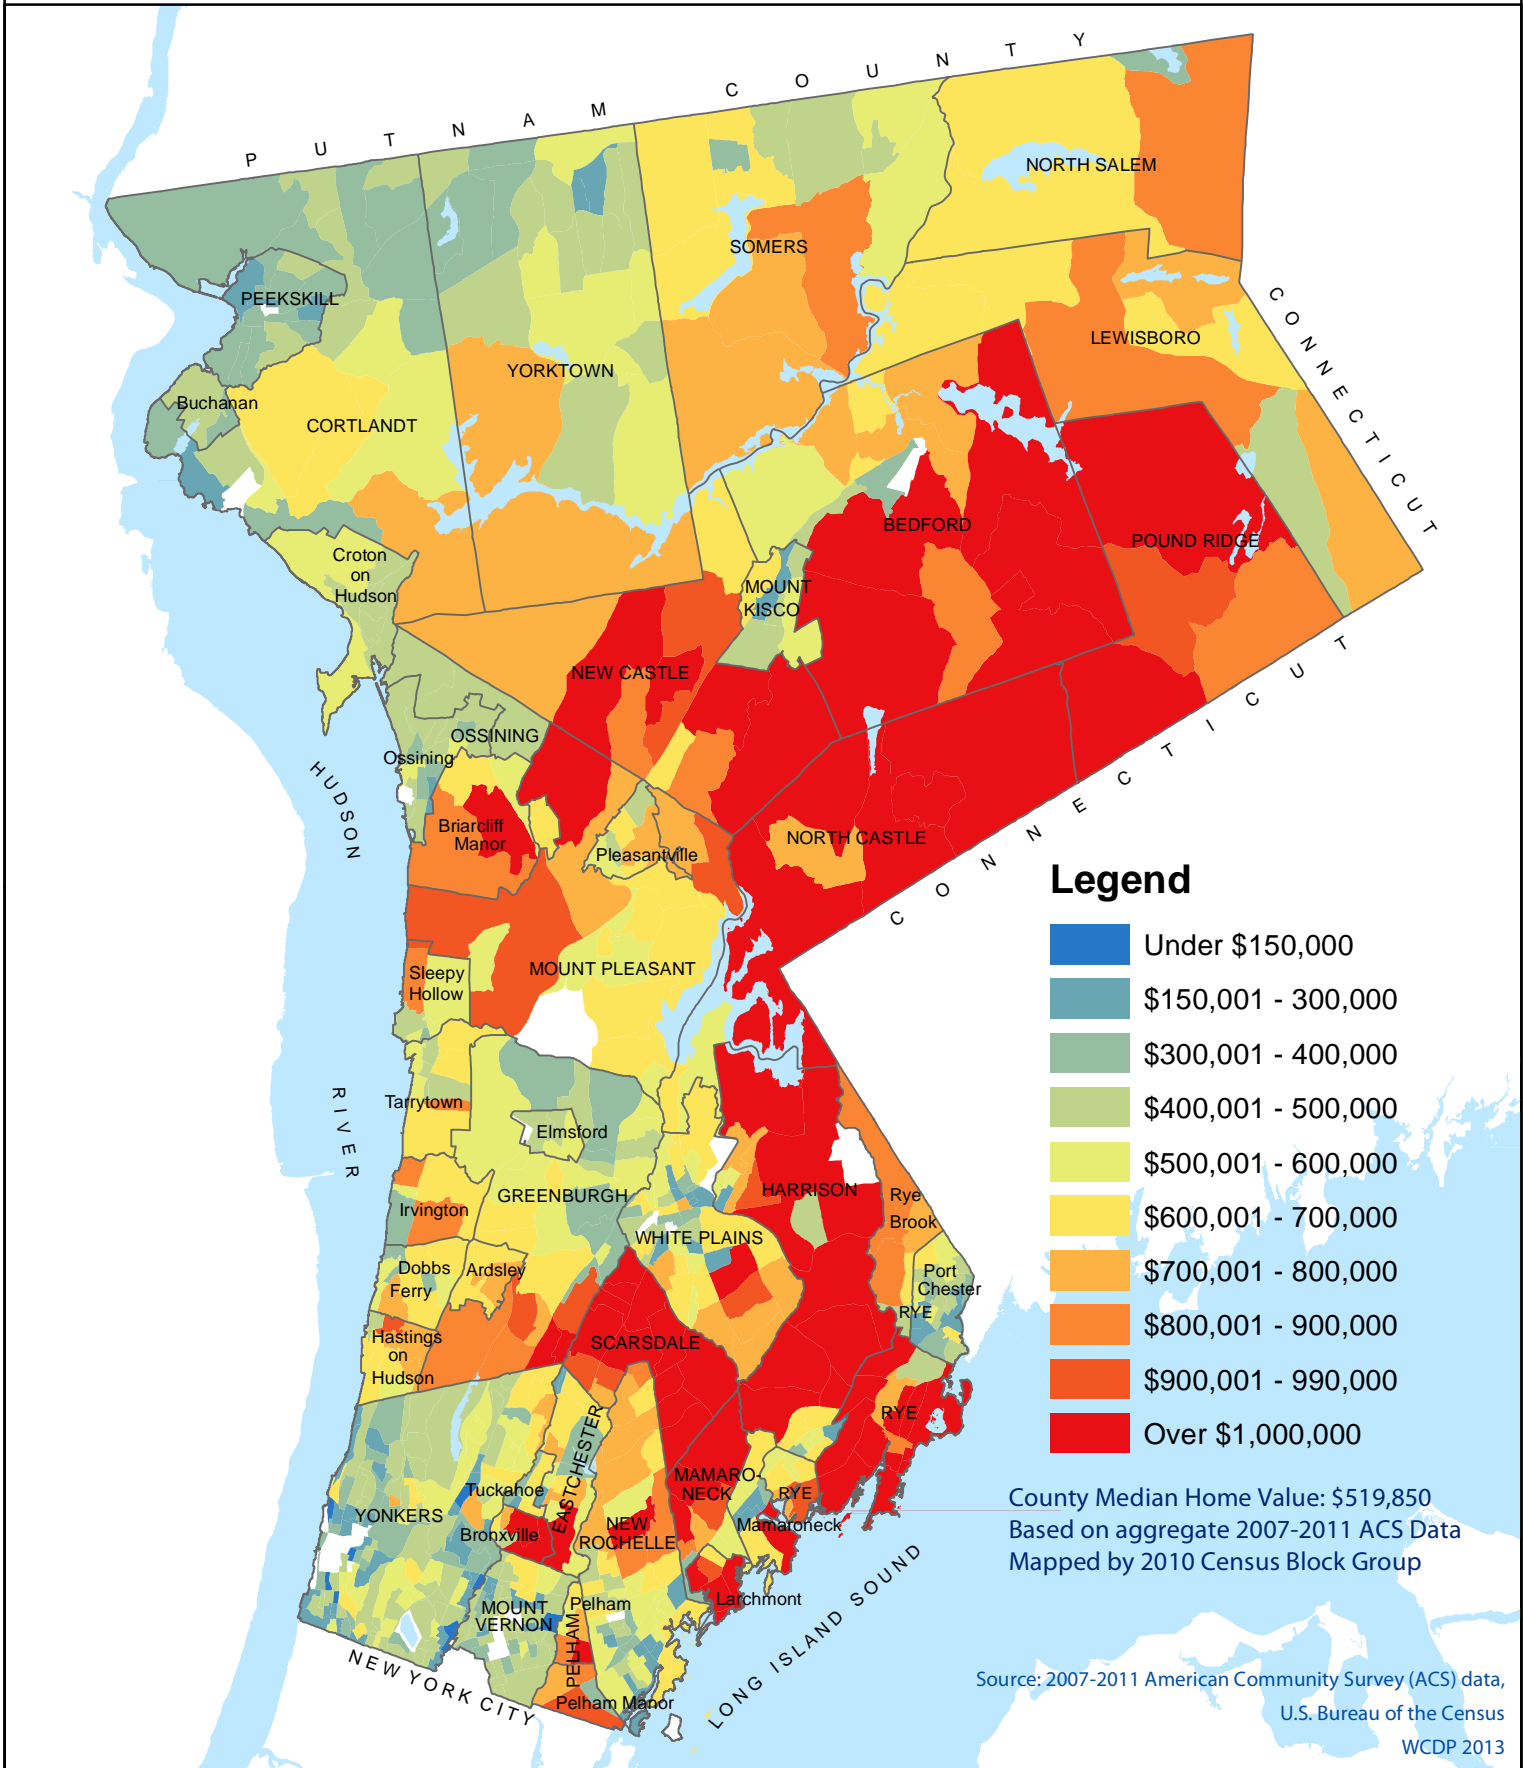 PUTNAM COUNTY
NORTH SALEM
SOMERS
PEEKSKILL
CONNECTICUT
LEWISBORO
YORKTOWN
Buchanan
CORTLANDT
BEDFORD
POUND RIDGE
Croton
on
Hudson
MOUNT
KISCO
NEW CASTLE
CONNECTICUT
OSSINING
Ossining
HUDSON
Briarcliff
Manor
Pleasantville
NORTH CASTLE
Legend
Under $150,000
$150,001 - 300,000
$300,001 - 400,000
$400,001 - 500,000
$500,001 - 600,000
$600,001 - 700,000
$700,001 - 800,000
$800,001 - 900,000
$900,001 - 990,000
Over $1,000,000
MOUNT PLEASANT
Sleepy
Hollow
RIVER
Tarrytown
Elmsford
GREENBURGH
HARRISON
Rye
Brook
Irvington
WHITE PLAINS
Dobbs
Ferry
Ardsley
Port
Chester
RYE
Hastings
on
Hudson
SCARSDALE
RYE
EASTCHESTER
Tuckahoe
MAMARO-
NECK
RYE
YONKERS
Bronxville
NEW
ROCHELLE
Mamaroneck
County Median Home Value: $519,850
Based on aggregate 2007-2011 ACS Data
Mapped by 2010 Census Block Group
Larchmont
MOUNT
VERNON
Pelham
PELHAM
LONG ISLAND SOUND
NEW YORK CITY
Pelham Manor
Source: 2007-2011 American Community Survey (ACS) data,
U.S. Bureau of the Census
WCDP 2013